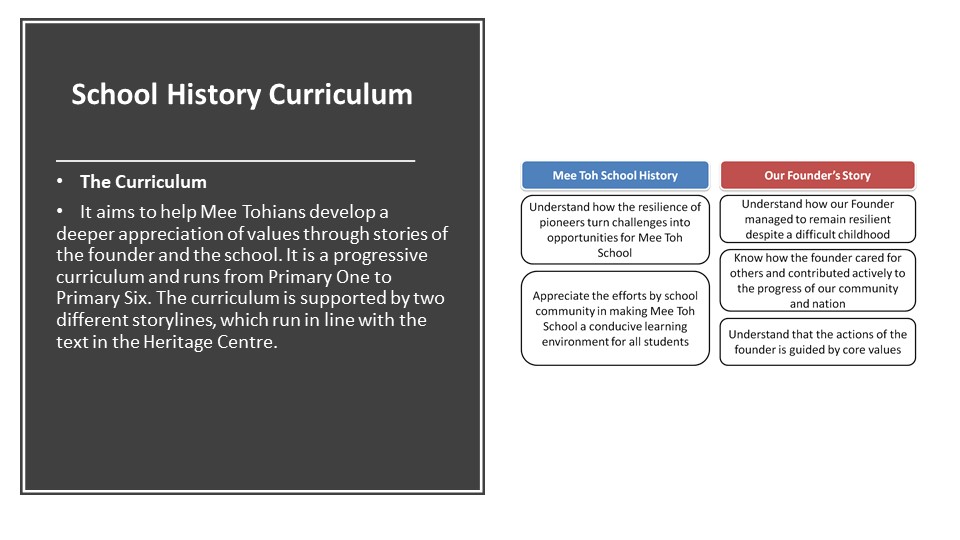 School History Curriculum
• The Curriculum
• It aims to help Mee Tohians develop a
deeper appreciation of values through stories of
the founder and the school. It is a progressive
curriculum and runs from Primary One to
Primary Six. The curriculum is supported by two
different storylines, which run in line with the
text in the Heritage Centre.
Mee Toh School History
Understand how the resilience of
pioneers turn challenges into
opportunities for Mee Toh
School
Appreciate the efforts by school
community in making Mee Toh
School a conducive learning
environment for all students
Our Founder's Story
Understand how our Founder
managed to remain resilient
despite a difficult childhood
Know how the founder cared for
others and contributed actively to
the progress of our community
and nation
Understand that the actions of the
founder is guided by core values